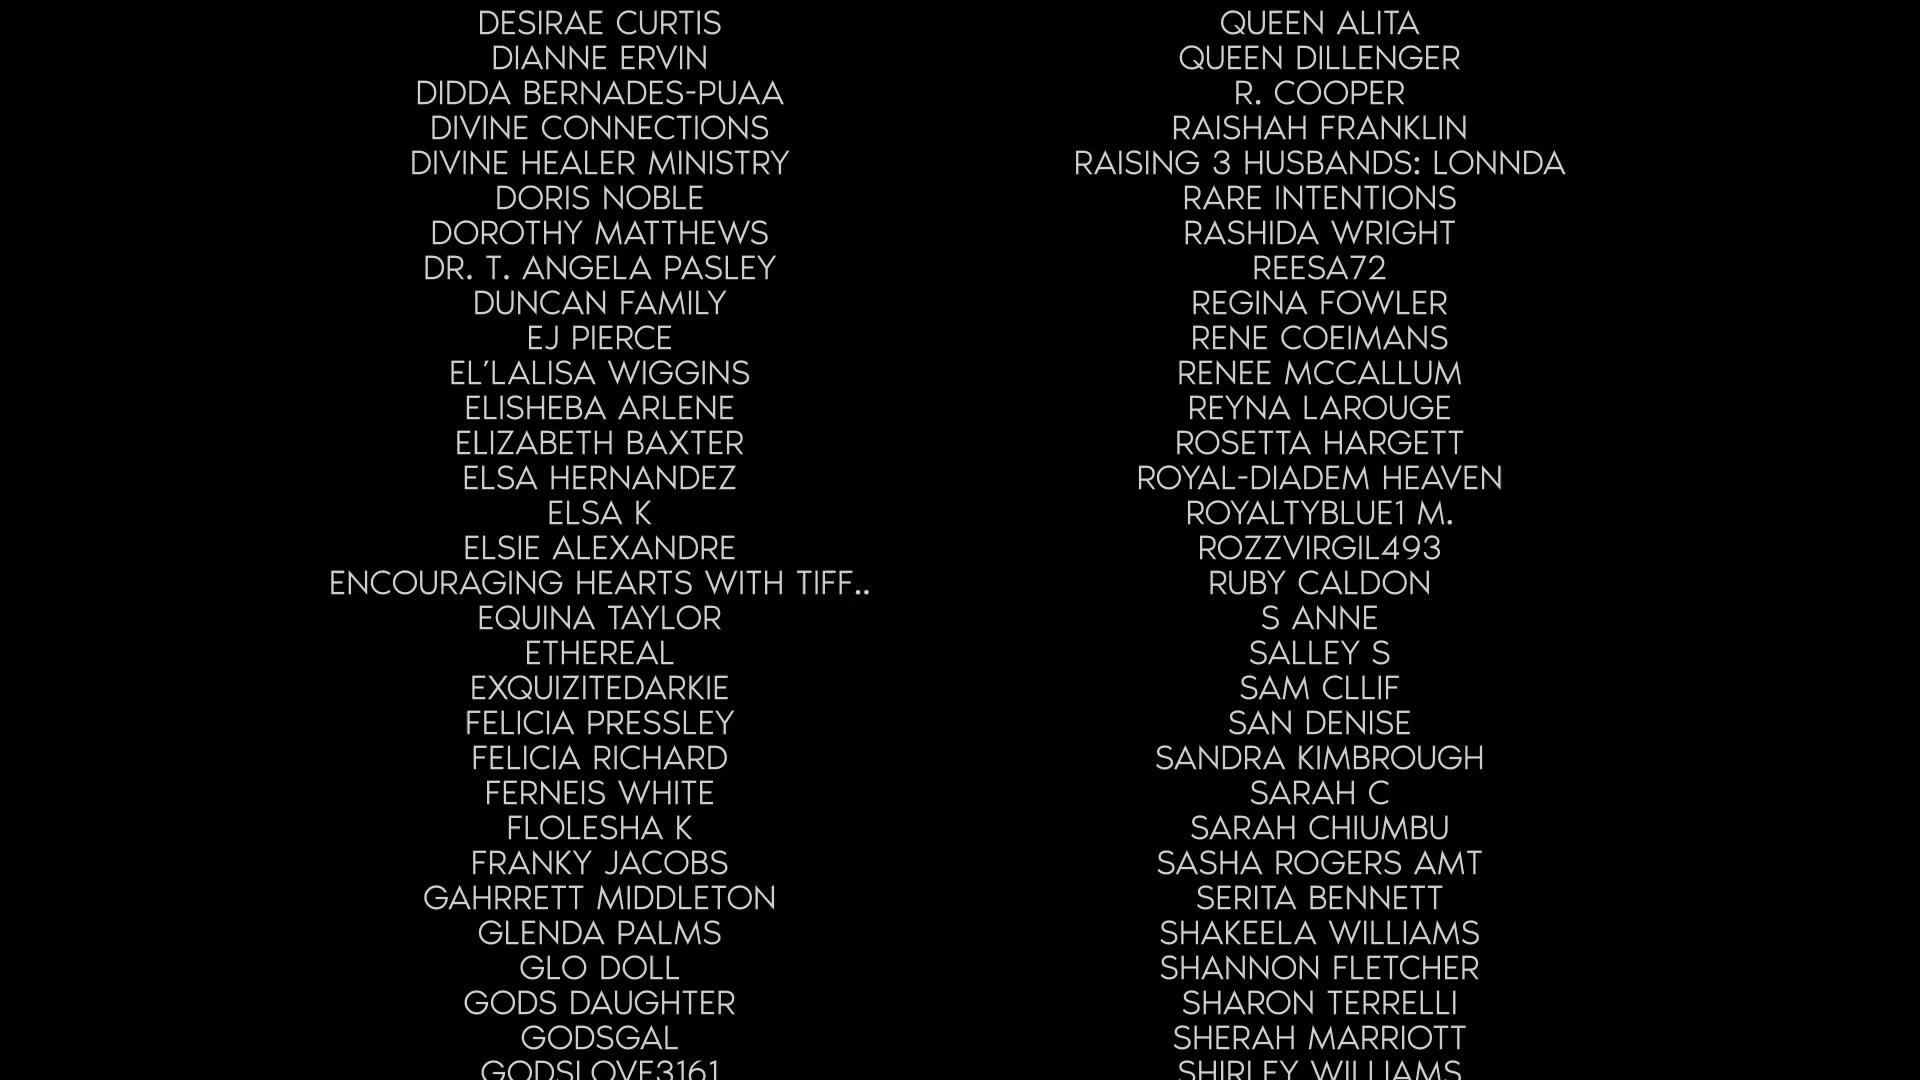 DESIRAE CURTIS
DIANNE ERVIN
DIDDA BERNADES-PUAA
DIVINE CONNECTIONS
DIVINE HEALER MINISTRY
DORIS NOBLE
DOROTHY MATTHEWS
DR. T. ANGELA PASLEY
DUNCAN FAMILY
EJ PIERCE
EL'LALISA WIGGINS
ELISHEBA ARLENE
ELIZABETH BAXTER
ELSA HERNANDEZ
ELSA K
ELSIE ALEXANDRE
ENCOURAGING HEARTS WITH TIFF..
EQUINA TAYLOR
ETHEREAL
EXQUIZITEDARKIE
FELICIA PRESSLEY
FELICIA RICHARD
FERNEIS WHITE
FLOLESHA K
FRANKY JACOBS
GAHRRETT MIDDLETON
GLENDA PALMS
GLO DOLL
GODS DAUGHTER
GODSGAL
GODSLOVE3161
QUEEN ALITA
QUEEN DILLENGER
R. COOPER
RAISHAH FRANKLIN
RAISING 3 HUSBANDS: LONNDA
RARE INTENTIONS
RASHIDA WRIGHT
REESA72
REGINA FOWLER
RENE COEIMANS
RENEE MCCALLUM
REYNA LAROUGE
ROSETTA HARGETT
ROYAL-DIADEM HEAVEN
ROYALTYBLUE1 M.
ROZZVIRGIL493
RUBY CALDON
S ANNE
SALLEY S
SAM CLLIF
SAN DENISE
SANDRA KIMBROUGH
SARAH C
SARAH CHIUMBU
SASHA ROGERS AMT
SERITA BENNETT
SHAKEELA WILLIAMS
SHANNON FLETCHER
SHARON TERRELLI
SHERAH MARRIOTT
SHIRLEY WILLIAMS